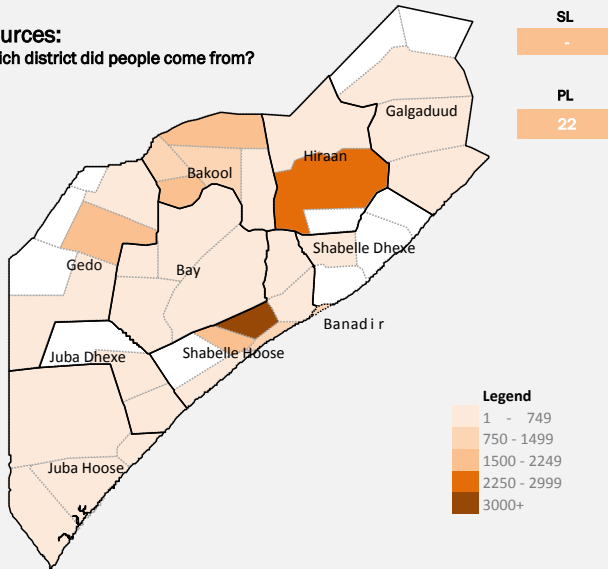 urces:
hich district did people come from?
SL
-
PL
22
Galgaduud
Hiraan
Bakool
Shabelle Dhexe
Gedo
Bay
Banadir
Juba Dhexe
Shabelle Hoose
Juba Hoose
Legend
1 - 749
750 - 1499
1500 - 2249
2250 - 2999
3000+